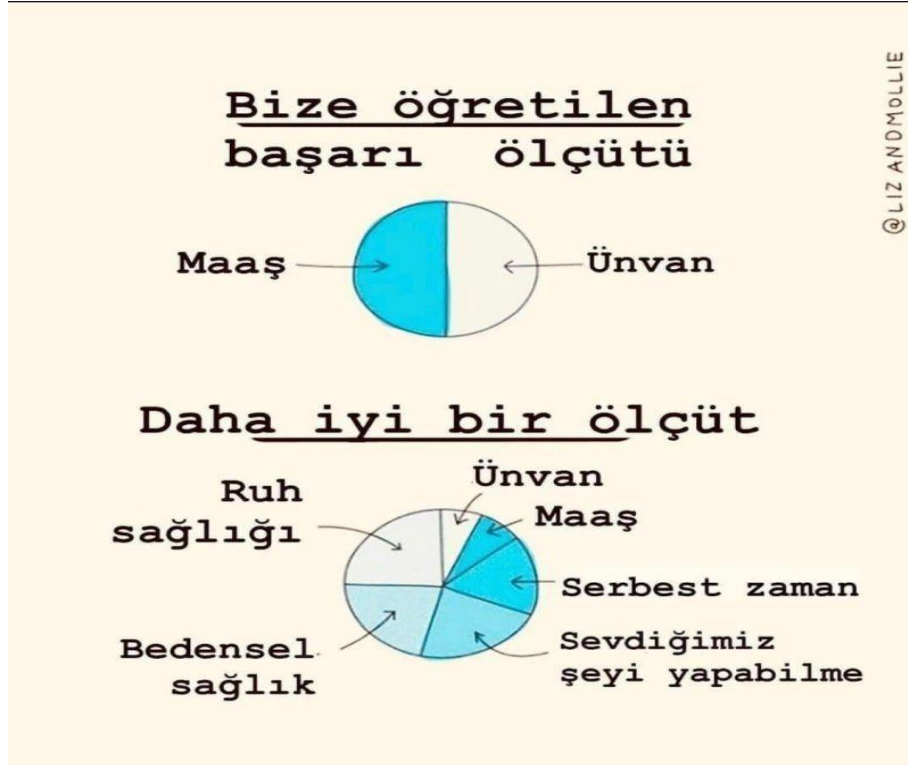 Bize öğretilen
başarı ölçütü
Maaş
Ünvan
@LIZANDMOLLIE
Daha iyi bir ölçüt
Ünvan
Ruh
sağlığı
Maaş
Serbest zaman
Bedensel
sağlık
Sevdiğimiz
şeyi yapabilme